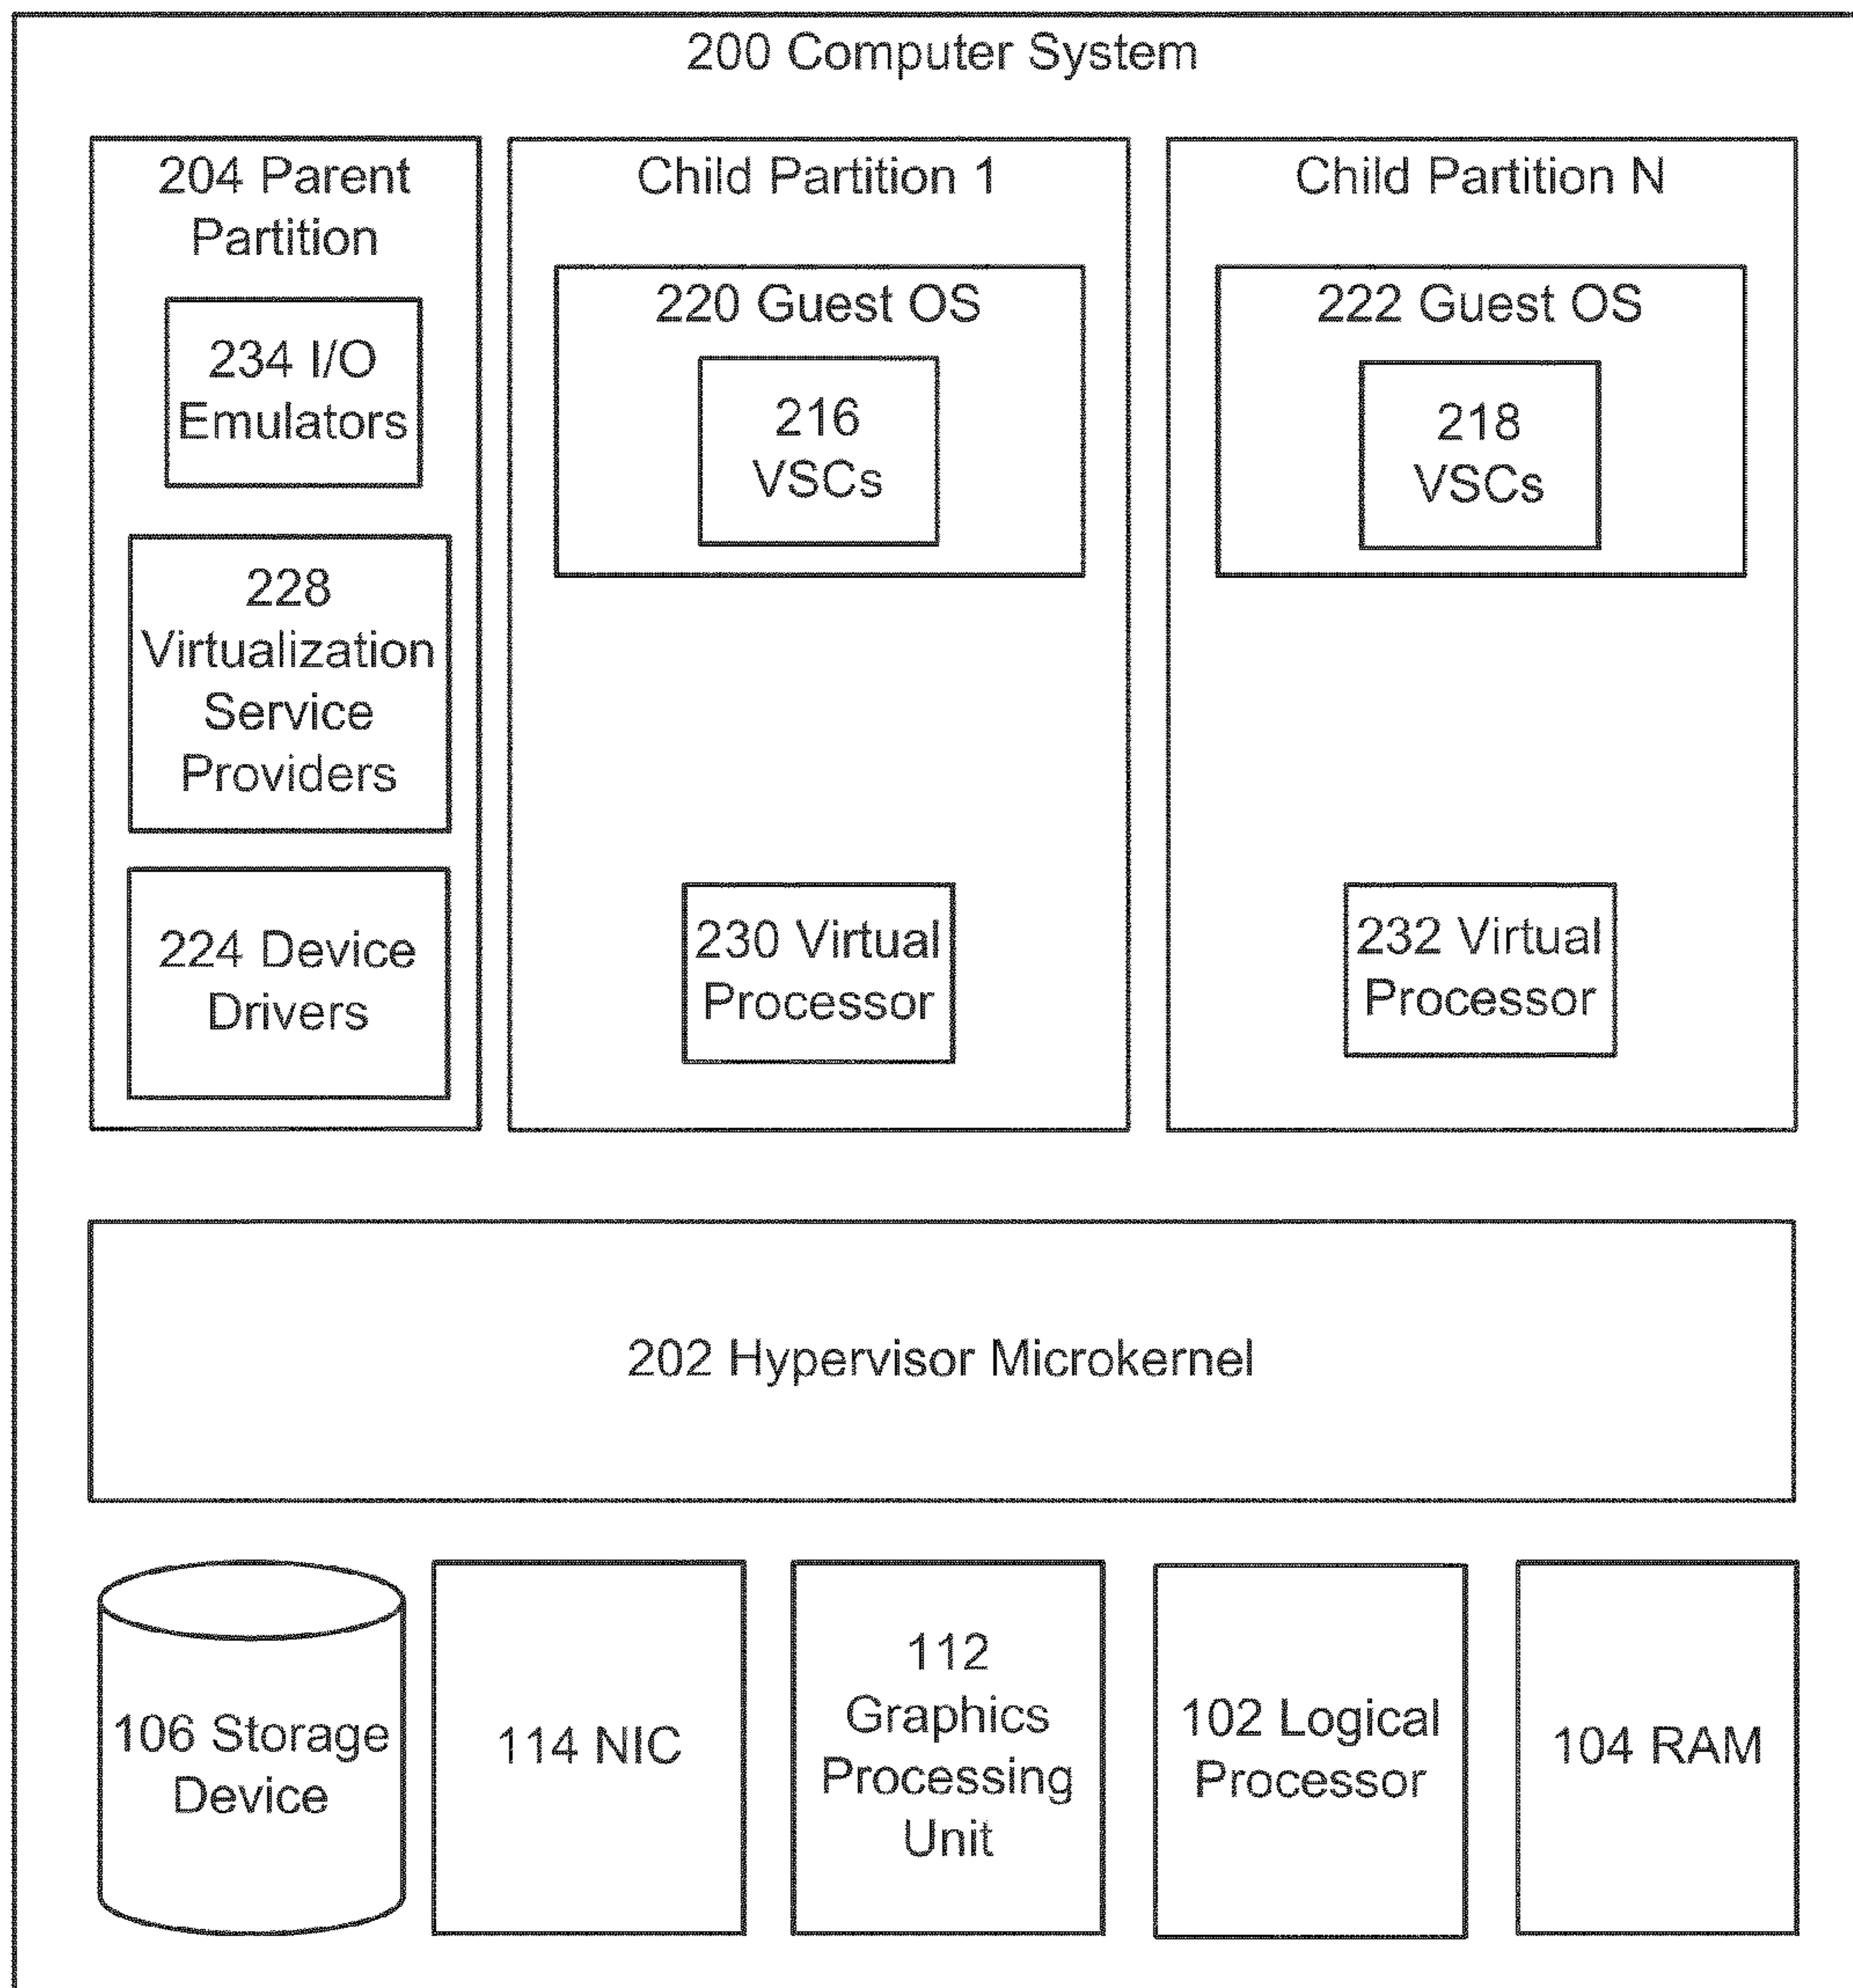 200 Computer System
204 Parent
Partition
234 I/O
Emulators
228
Virtualization
Service
Providers
224 Device
Drivers
Child Partition 1
220 Guest OS
216
VSCs
230 Virtual
Processor
Child Partition N
222 Guest OS
218
VSCs
232 Virtual
Processor
202 Hypervisor Microkernel
106 Storage
Device
114 NIC
112
Graphics
Processing
Unit
102 Logical
Processor
104 RAM